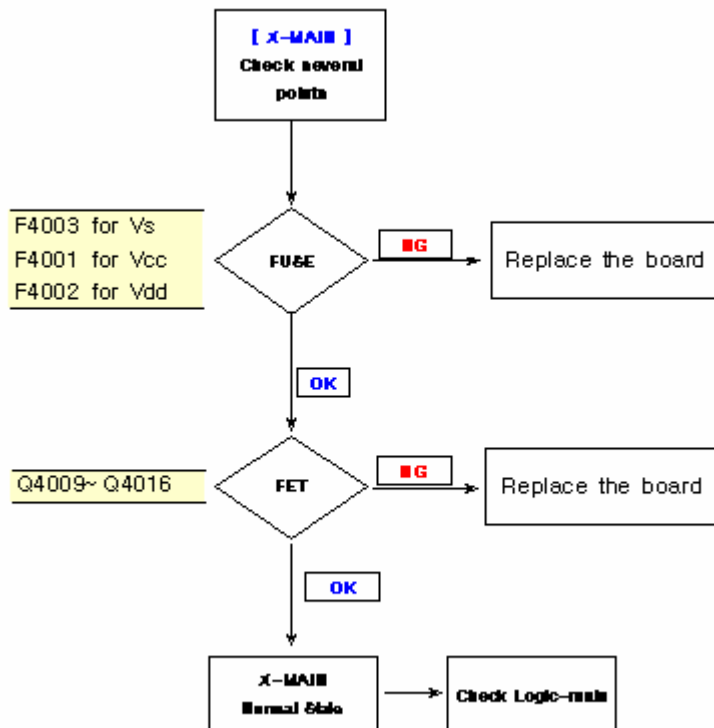 [ X-MAIN ]
Check several
points
F4003 for Vs
F4001 for Vcc
F4002 for Vdd
FUSE
NG
Replace the board
OK
Q4009~ Q4016
FET
NG
Replace the board
OK
X-MAIN
Normal State
Check Logic-main